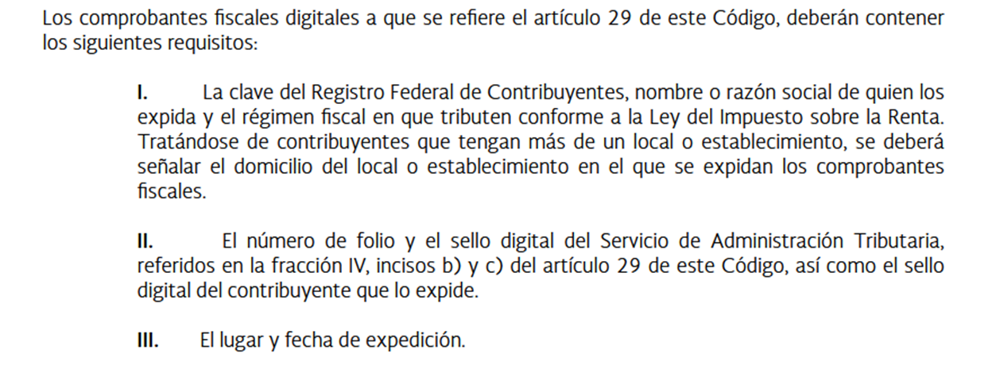 Los comprobantes fiscales digitales a que se refiere el artículo 29 de este Código, deberán contener
los siguientes requisitos:
I. La clave del Registro Federal de Contribuyentes, nombre o razón social de quien los
expida y el régimen fiscal en que tributen conforme a la Ley del Impuesto sobre la Renta.
Tratándose de contribuyentes que tengan más de un local o establecimiento, se deberá
señalar el domicilio del local o establecimiento en el que se expidan los comprobantes
fiscales.
II. El número de folio y el sello digital del Servicio de Administración Tributaria,
referidos en la fracción IV, incisos b) y c) del artículo 29 de este Código, así como el sello
digital del contribuyente que lo expide.
III. El lugar y fecha de expedición.